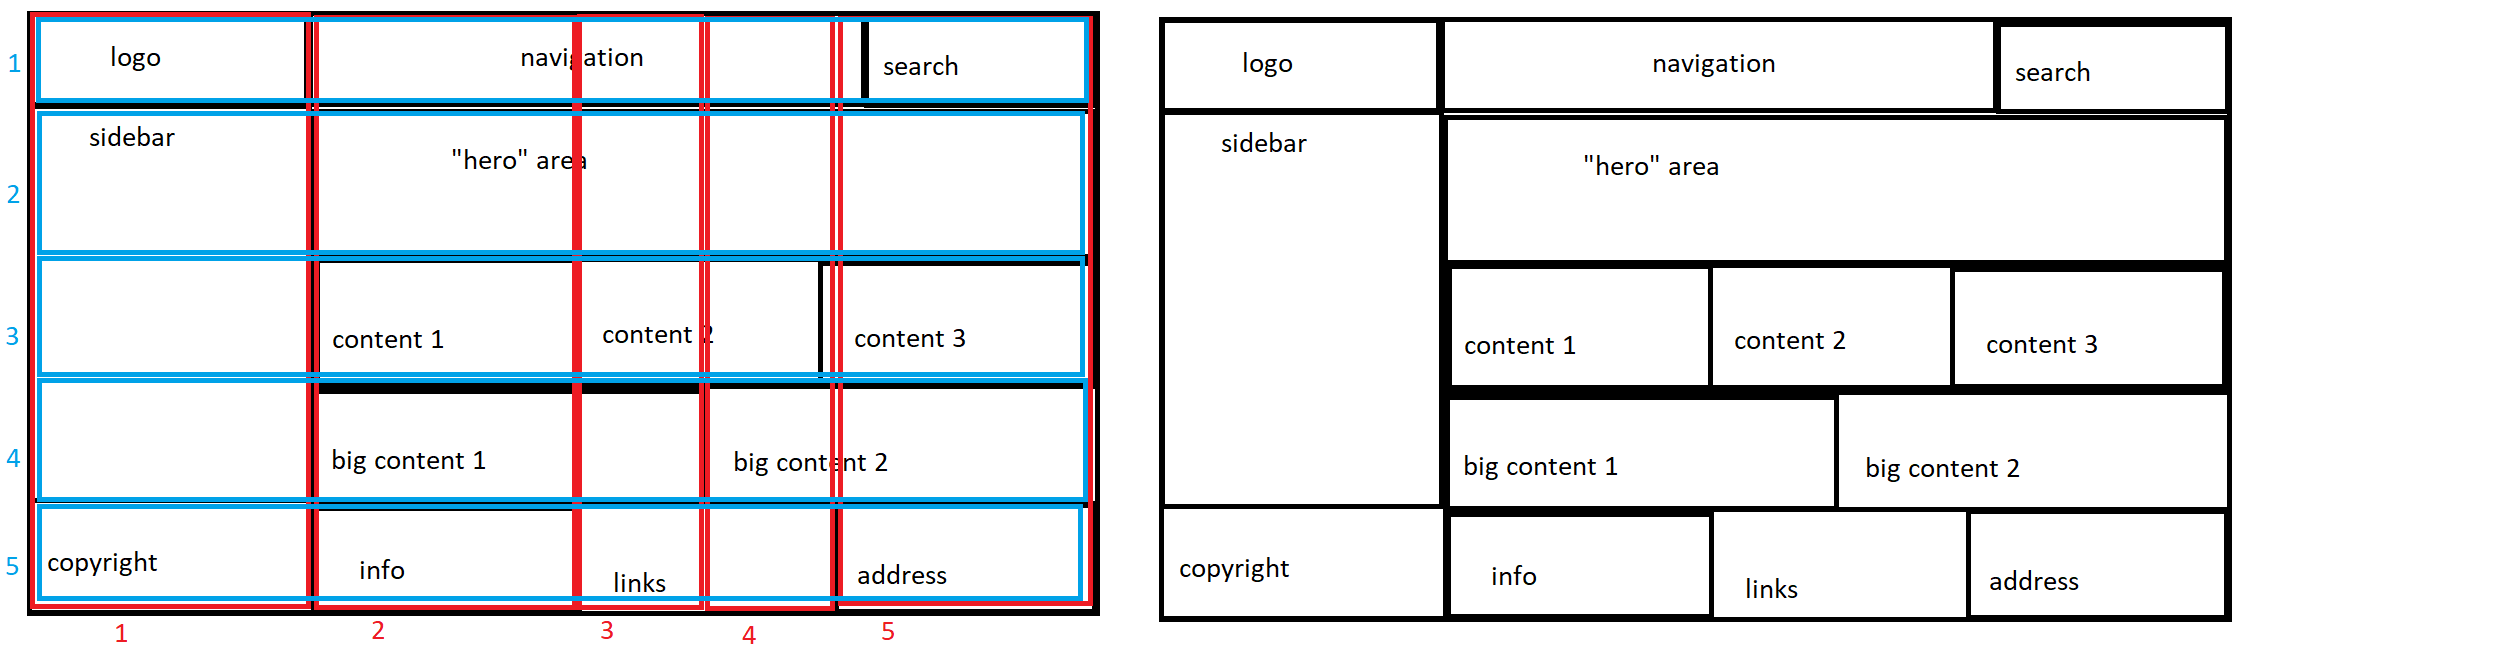 1
logo
navigation
search
2
sidebar
"hero" area
3
content 1
content 2
content 3
4
big content 1
big content 2
5
copyright
info
links
address
1
2
3
4
5
logo
navigation
search
sidebar
"hero" area
content 1
content 2
content 3
big content 1
big content 2
copyright
info
links
address